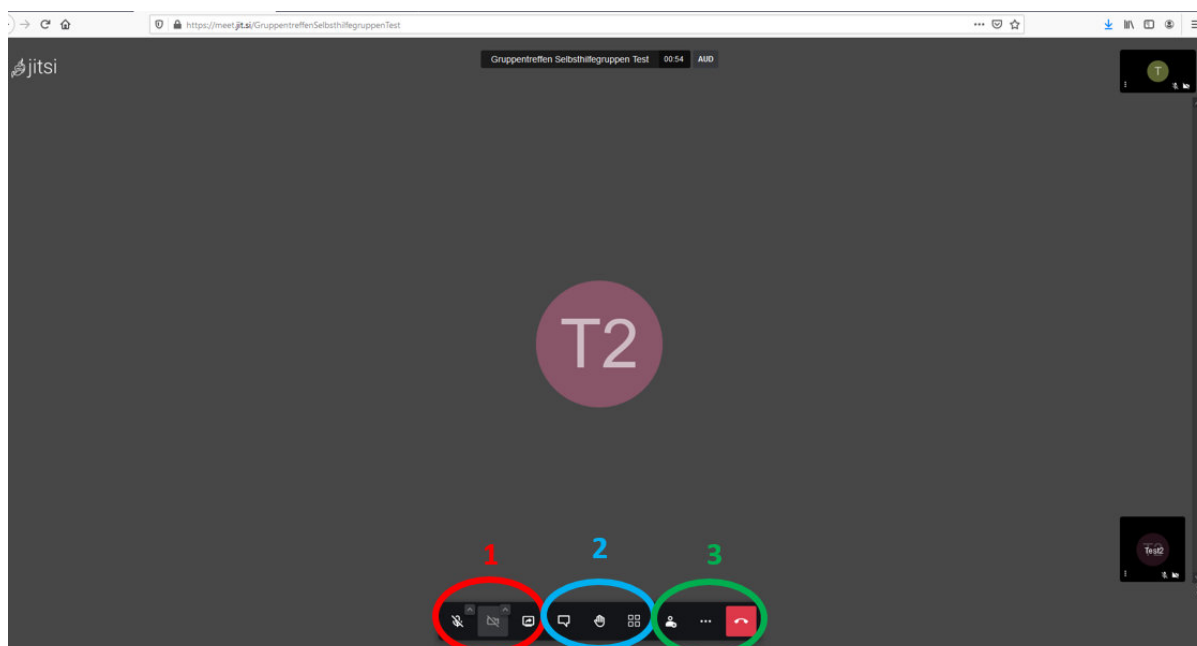 https://meet.jit.si/GruppentreffenSelbsthilfegruppenTest
jitsi
Gruppentreffen Selbsthilfegruppen Test 00:54 AUD
T
T2
Test2
1 2 3